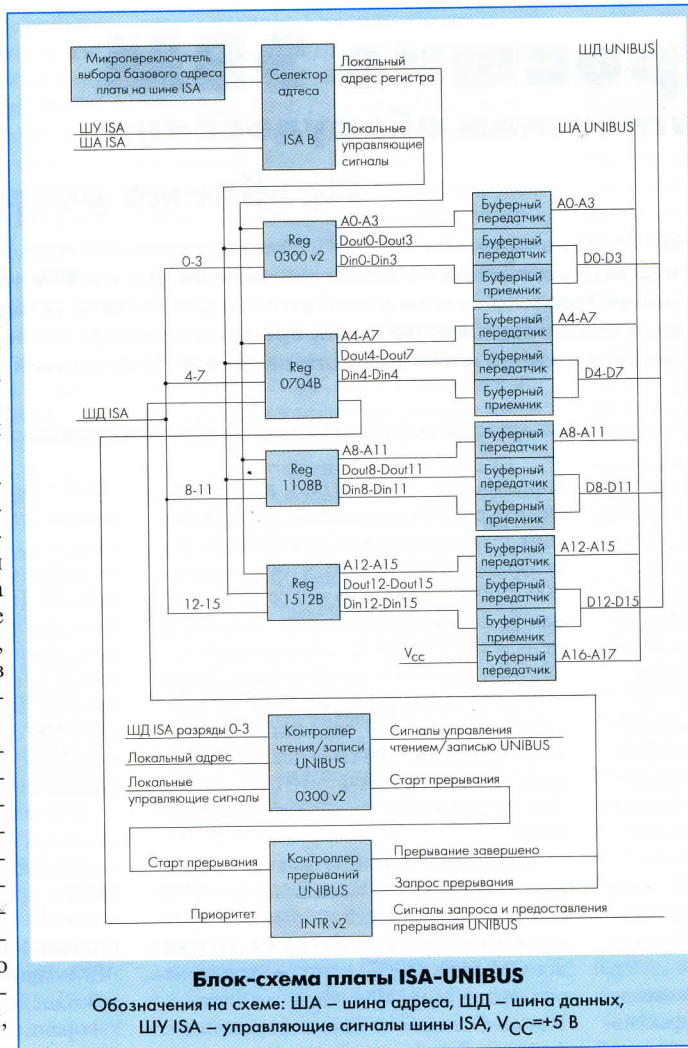 ШД UNIBUS
Микропереключатель
выбора базового адреса
платы на шине ISA
Селектор
адтеса
ISA B
Локальный
адрес регистра
ША UNIBUS
ШУ ISA
ША ISA
Локальные
управляющие
сигналы
0-3
Reg
0300 v2
A0-A3
Dout0-Dout3
Din0-Din3
Буферный
передатчик
Буферный
передатчик
Буферный
приемник
A0-A3
D0-D3
4-7
Reg
0704B
A4-A7
Dout4-Dout7
Din4-Din4
Буферный
передатчик
Буферный
передатчик
Буферный
приемник
A4-A7
D4-D7
ШД ISA
8-11
Reg
1108B
A8-A11
Dout8-Dout11
Din8-Din11
Буферный
передатчик
Буферный
передатчик
Буферный
приемник
A8-A11
D8-D11
12-15
Reg
1512B
A12-A15
Dout12-Dout15
Din12-Din15
Буферный
передатчик
Буферный
передатчик
Буферный
приемник
A12-A15
D12-D15
VCC
Буферный
передатчик
A16-A17
ШД ISA разряды 0-3
Локальный адрес
Локальные
управляющие сигналы
Контроллер
чтения/записи
UNIBUS
0300 v2
Сигналы управления
чтением/записью UNIBUS
Старт прерывания
Старт прерывания
Приоритет
Контроллер
прерываний
UNIBUS
INTR v2
Прерывание завершено
Запрос прерывания
Сигналы запроса и предоставления
прерывания UNIBUS
Блок-схема платы ISA-UNIBUS
Обозначения на схеме: ША – шина адреса, ШД – шина данных,
ШУ ISA – управляющие сигналы шины ISA, VCC=+5 В